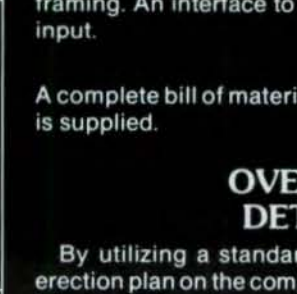 framing. An interface to
input.
A complete bill of materi
is supplied.
OVE
DET
By utilizing a standar
erection plan on the com